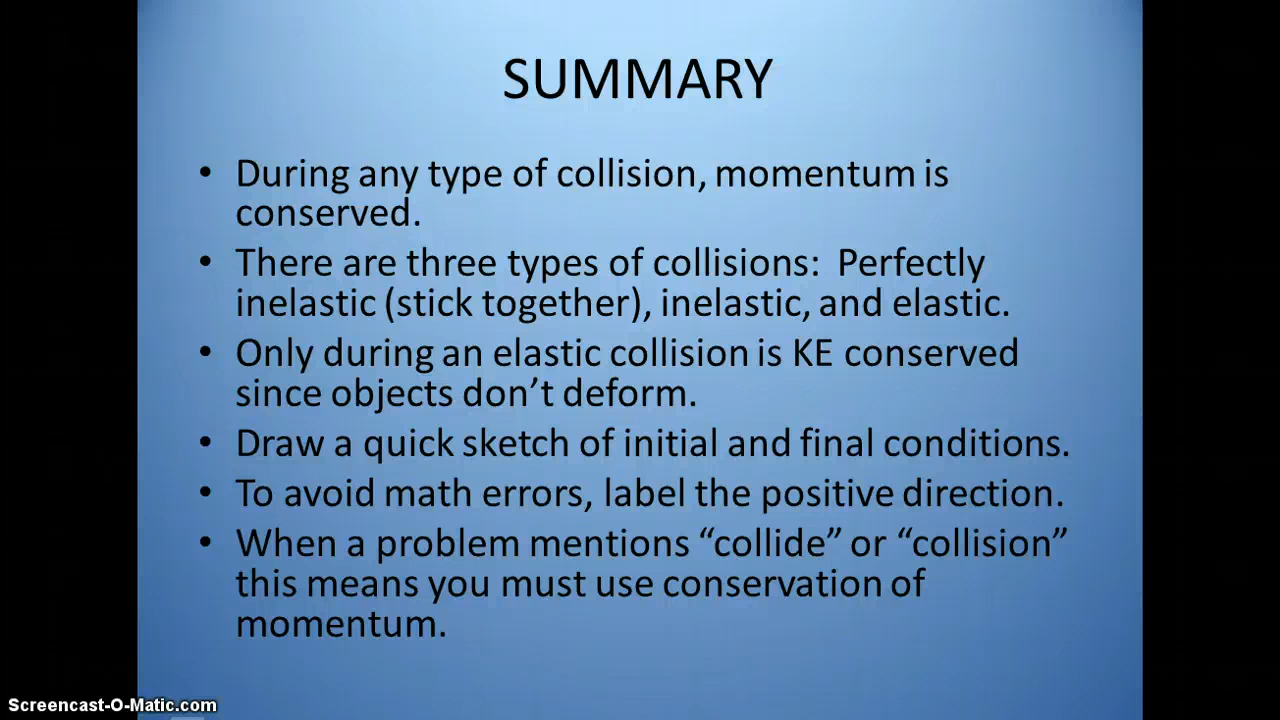 SUMMARY
• During any type of collision, momentum is
conserved.
• There are three types of collisions:  Perfectly
inelastic (stick together), inelastic, and elastic.
• Only during an elastic collision is KE conserved
since objects don’t deform.
• Draw a quick sketch of initial and final conditions.
• To avoid math errors, label the positive direction.
• When a problem mentions “collide” or “collision”
this means you must use conservation of
momentum.
Screencast-O-Matic.com